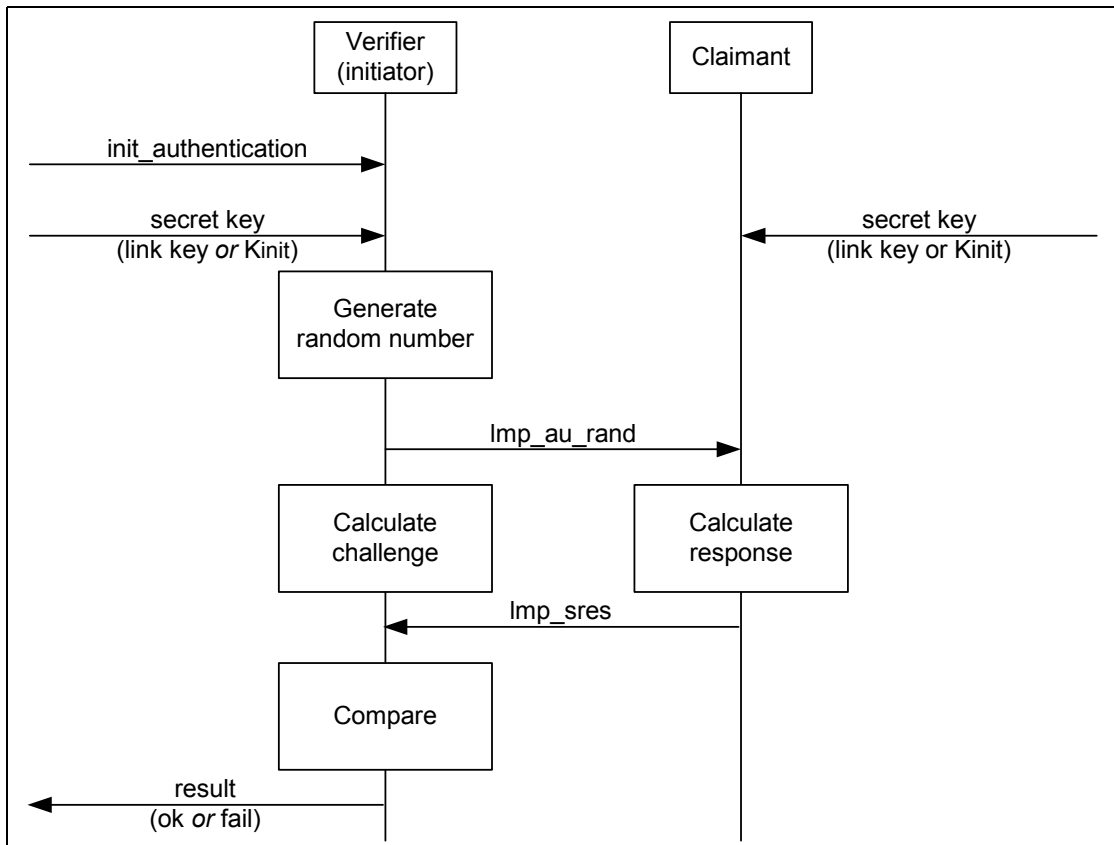 Verifier
(initiator)
Claimant
init_authentication
secret key
(link key or Kinit)
secret key
(link key or Kinit)
Generate
random number
lmp_au_rand
Calculate
challenge
Calculate
response
lmp_sres
Compare
result
(ok or fail)